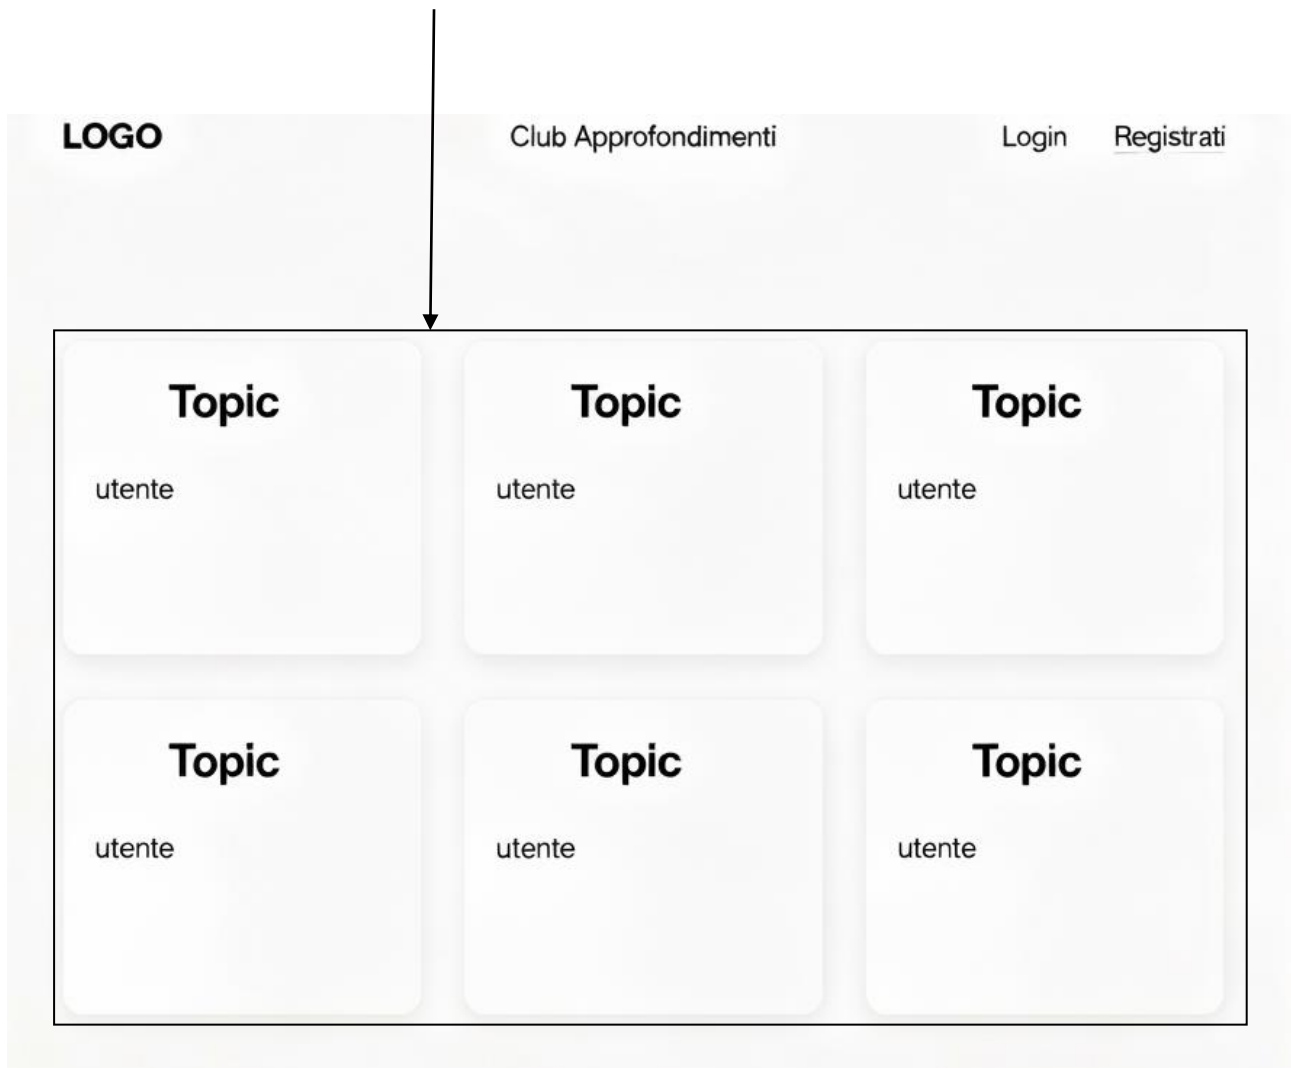 LOGO Club Approfondimenti Login Registrati
Topic Topic Topic
utente utente utente
Topic Topic Topic
utente utente utente